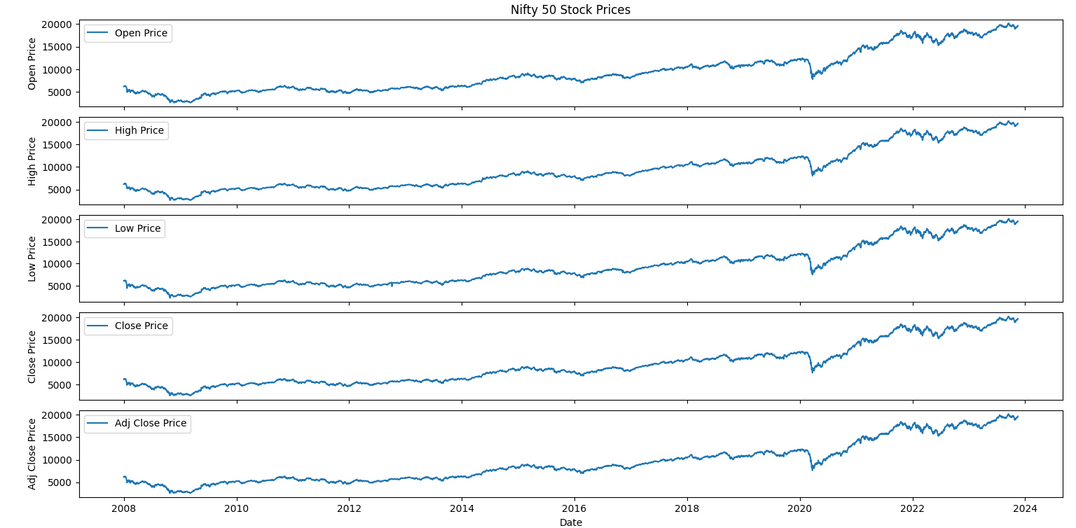 Nifty 50 Stock Prices
Open Price
20000
15000
10000
5000
Open Price
High Price
20000
15000
10000
5000
High Price
Low Price
20000
15000
10000
5000
Low Price
Close Price
20000
15000
10000
5000
Close Price
Adj Close Price
20000
15000
10000
5000
Adj Close Price
2008 2010 2012 2014 2016 2018 2020 2022 2024
Date